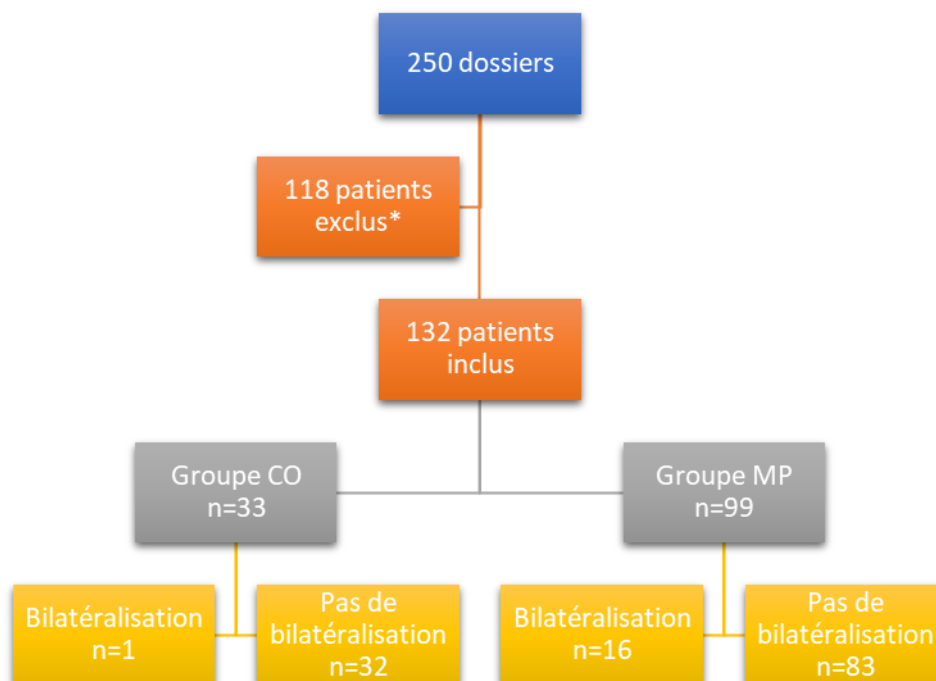 250 dossiers
118 patients
exclus*
132 patients
inclus
Groupe CO
n=33
Groupe MP
n=99
Bilatéralisation
n=1
Pas de
bilatéralisation
n=32
Bilatéralisation
n=16
Pas de
bilatéralisation
n=83